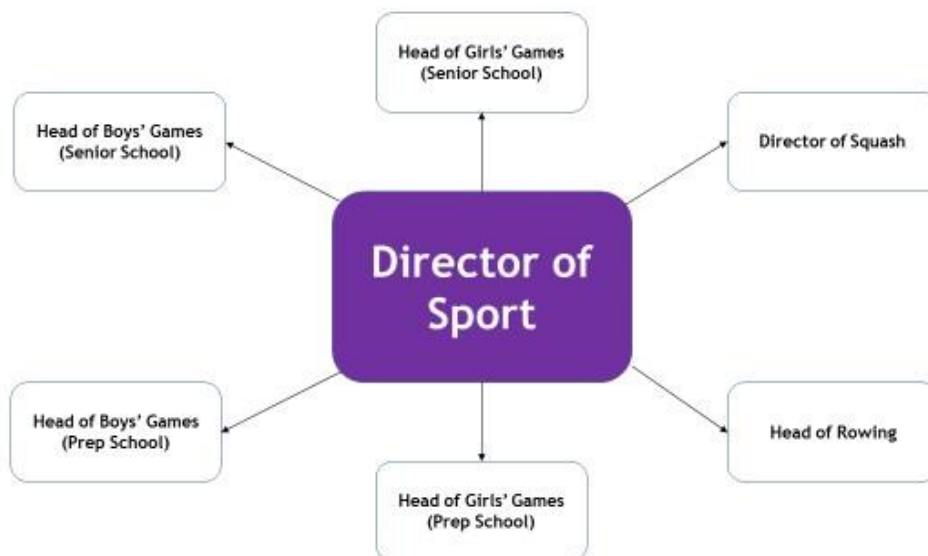 Head of Girls' Games
(Senior School)
Head of Boys' Games
(Senior School)
Director of Squash
Director of
Sport
Head of Boys' Games
(Prep School)
Head of Rowing
Head of Girls' Games
(Prep School)